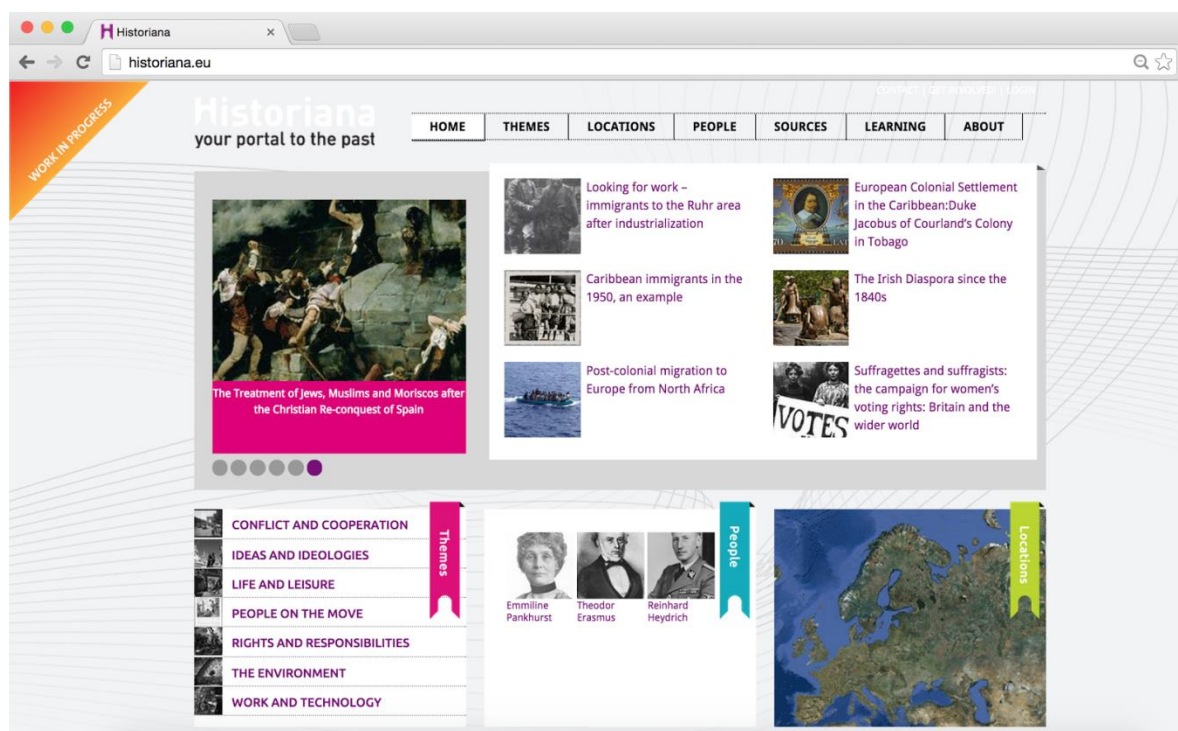 Historiana
historiana.eu
WORK IN PROGRESS
CONTACT | GET INVOLVED! | LOGIN
Historiana
your portal to the past
HOME
THEMES
LOCATIONS
PEOPLE
SOURCES
LEARNING
ABOUT
The Treatment of Jews, Muslims and Moriscos after
the Christian Re-conquest of Spain
Looking for work –
immigrants to the Ruhr area
after industrialization
European Colonial Settlement
in the Caribbean:Duke
Jacobus of Courland's Colony
in Tobago
Caribbean immigrants in the
1950, an example
The Irish Diaspora since the
1840s
Post-colonial migration to
Europe from North Africa
VOTES
Suffragettes and suffragists:
the campaign for women's
voting rights: Britain and the
wider world
CONFLICT AND COOPERATION
IDEAS AND IDEOLOGIES
LIFE AND LEISURE
PEOPLE ON THE MOVE
RIGHTS AND RESPONSIBILITIES
THE ENVIRONMENT
WORK AND TECHNOLOGY
Themes
Emmiline
Pankhurst
Theodor
Erasmus
Reinhard
Heydrich
People
Locations